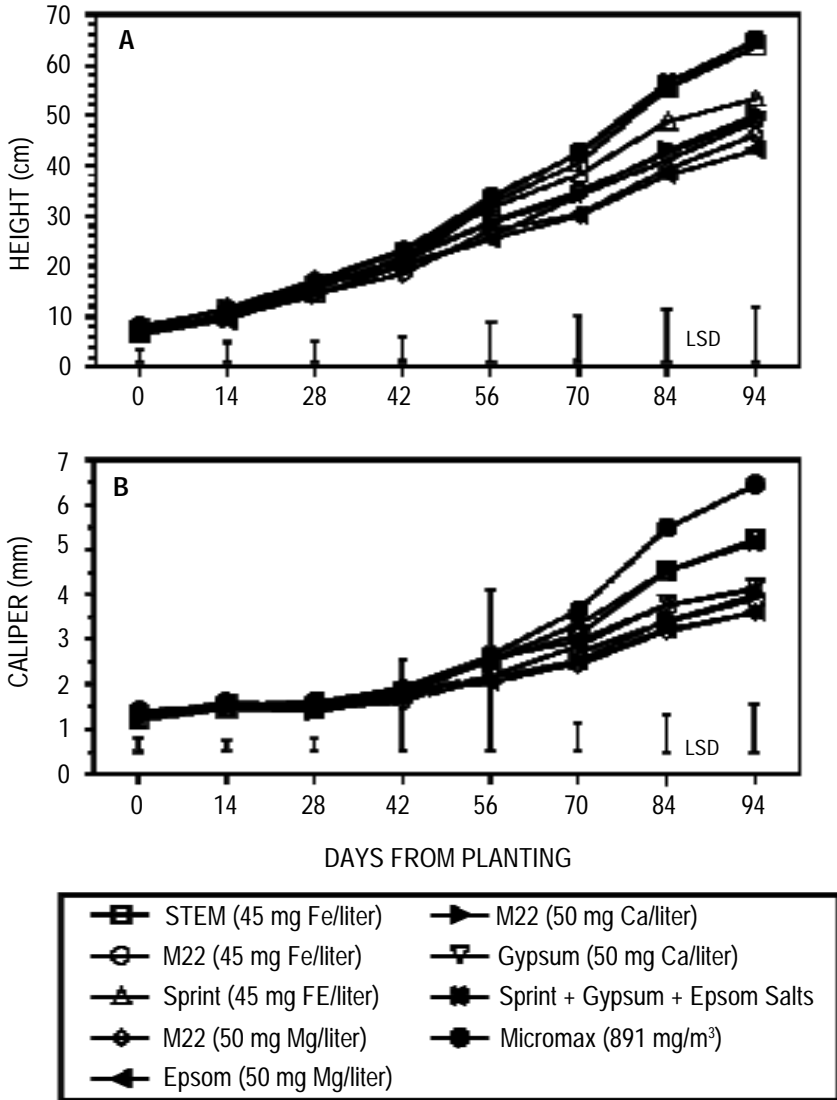 70
A
60
50
40
30
20
10
0
HEIGHT (cm)
LSD
0 14 28 42 56 70 84 94
7
B
6
5
4
3
2
1
0
CALIPER (mm)
LSD
0 14 28 42 56 70 84 94
DAYS FROM PLANTING
STEM (45 mg Fe/liter)
M22 (45 mg Fe/liter)
Sprint (45 mg FE/liter)
M22 (50 mg Mg/liter)
Epsom (50 mg Mg/liter)
M22 (50 mg Ca/liter)
Gypsum (50 mg Ca/liter)
Sprint + Gypsum + Epsom Salts
Micromax (891 mg/m³)